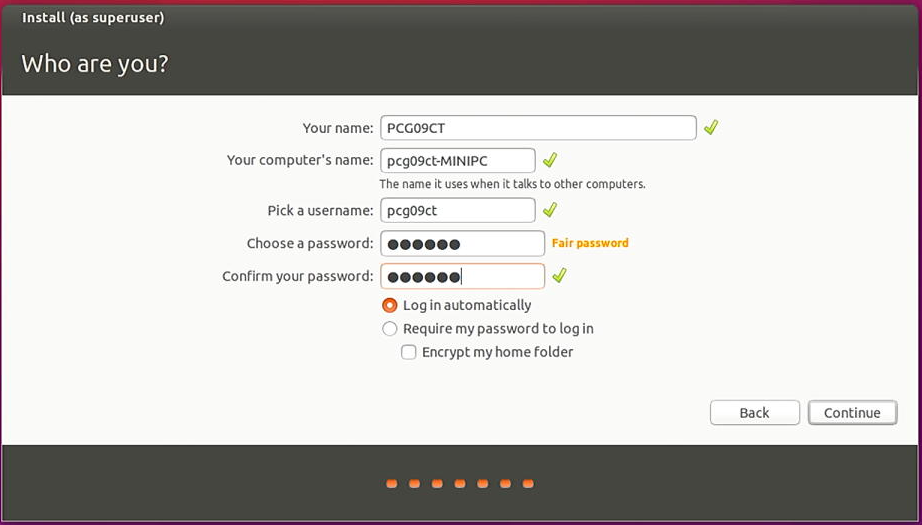 Install (as superuser)
Who are you?
Your name: PCG09CT
Your computer's name: pcg09ct-MINIPC
The name it uses when it talks to other computers.
Pick a username: pcg09ct
Choose a password: ●●●●●● Fair password
Confirm your password: ●●●●●●
Log in automatically
Require my password to log in
Encrypt my home folder
Back Continue